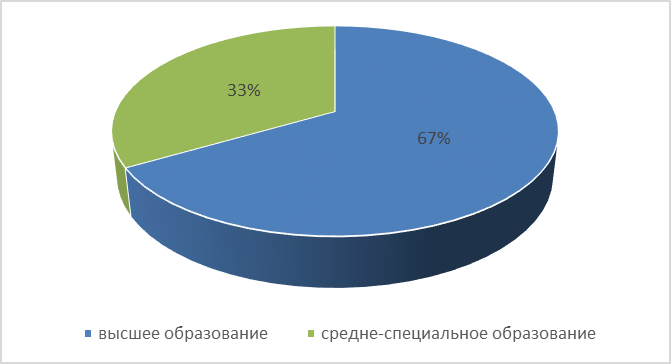 33%
67%
высшее образование
средне-специальное образование